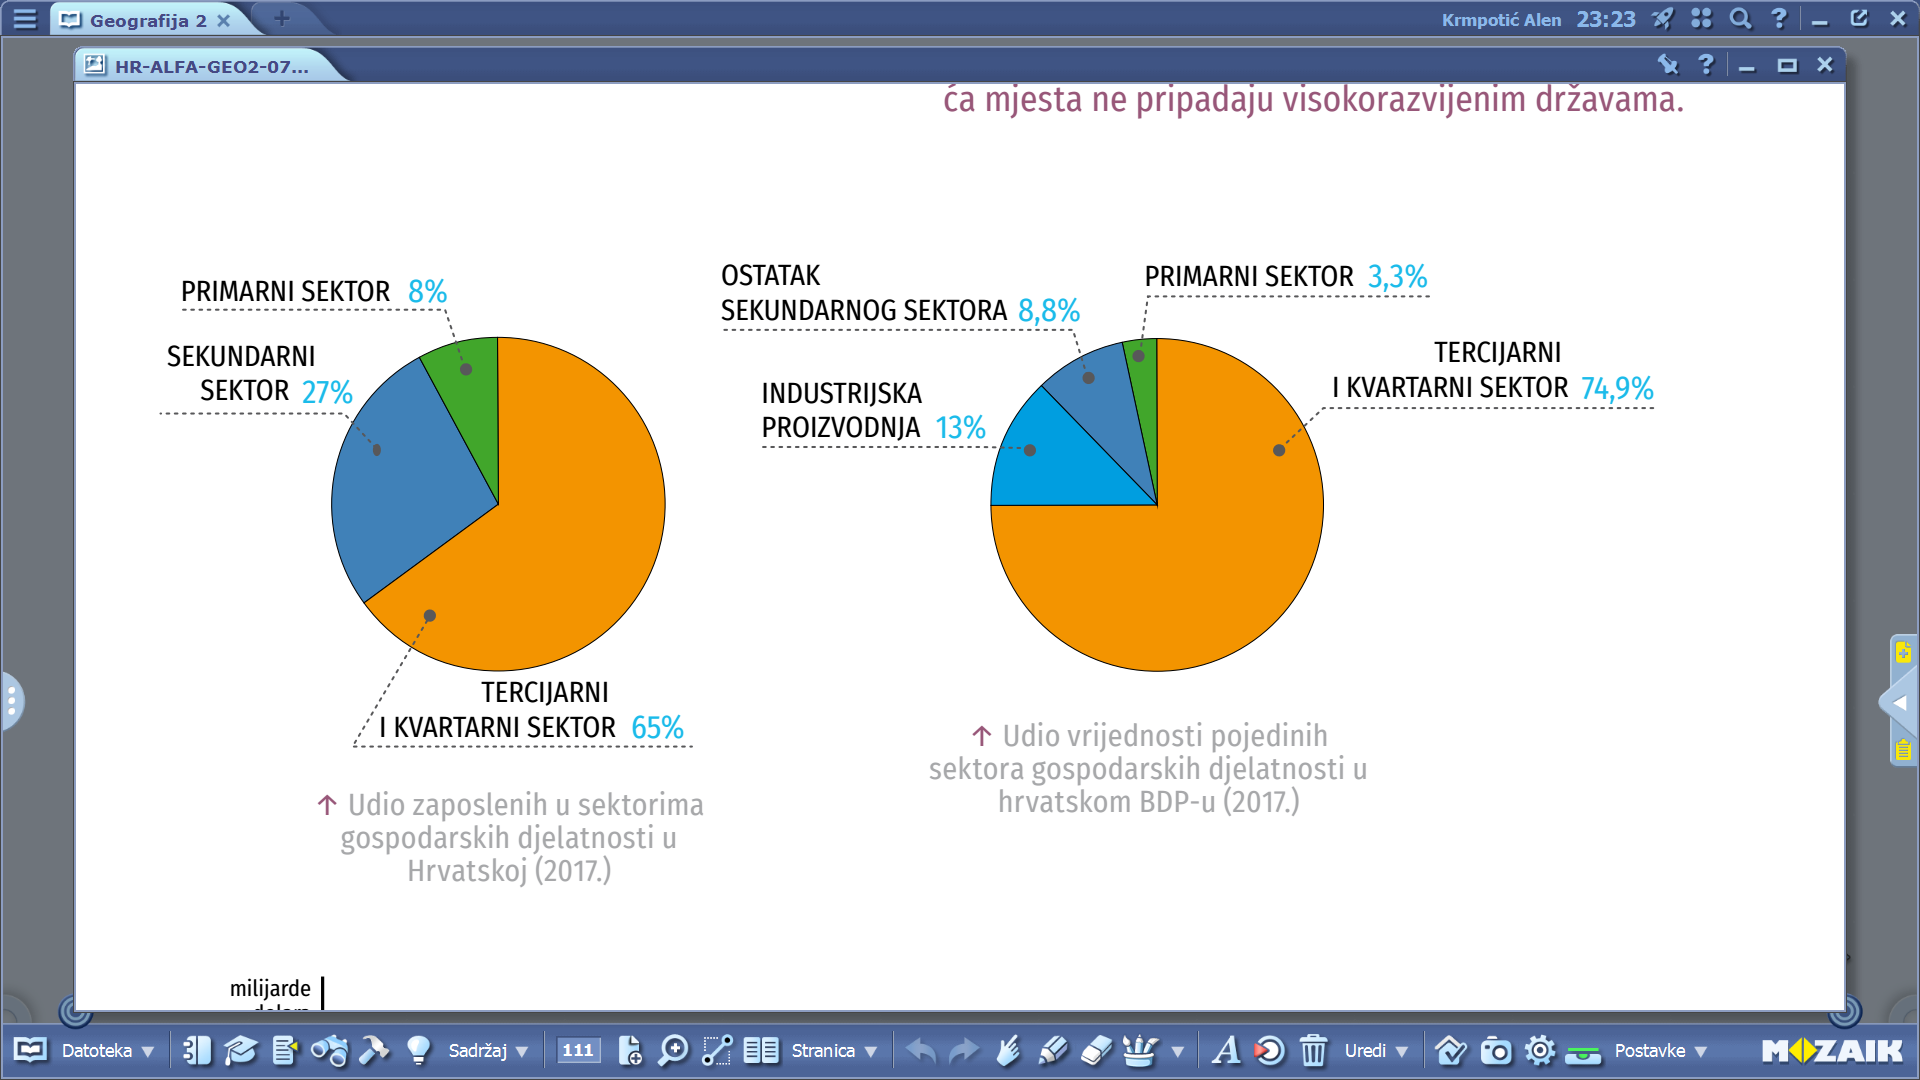 Geografija 2
Krmpotić Alen 23:23
HR-ALFA-GEO2-07...
ća mjesta ne pripadaju visokorazvijenim državama.
PRIMARNI SEKTOR 8%
SEKUNDARNI
SEKTOR 27%
TERCIJARNI
I KVARTARNI SEKTOR 65%
↑ Udio zaposlenih u sektorima
gospodarskih djelatnosti u
Hrvatskoj (2017.)
OSTATAK
SEKUNDARNOG SEKTORA 8,8%
PRIMARNI SEKTOR 3,3%
INDUSTRIJSKA
PROIZVODNJA 13%
TERCIJARNI
I KVARTARNI SEKTOR 74,9%
↑ Udio vrijednosti pojedinih
sektora gospodarskih djelatnosti u
hrvatskom BDP-u (2017.)
milijarde
dolara
Datoteka
Sadržaj
111
Stranica
Uredi
Postavke
MOZAIK